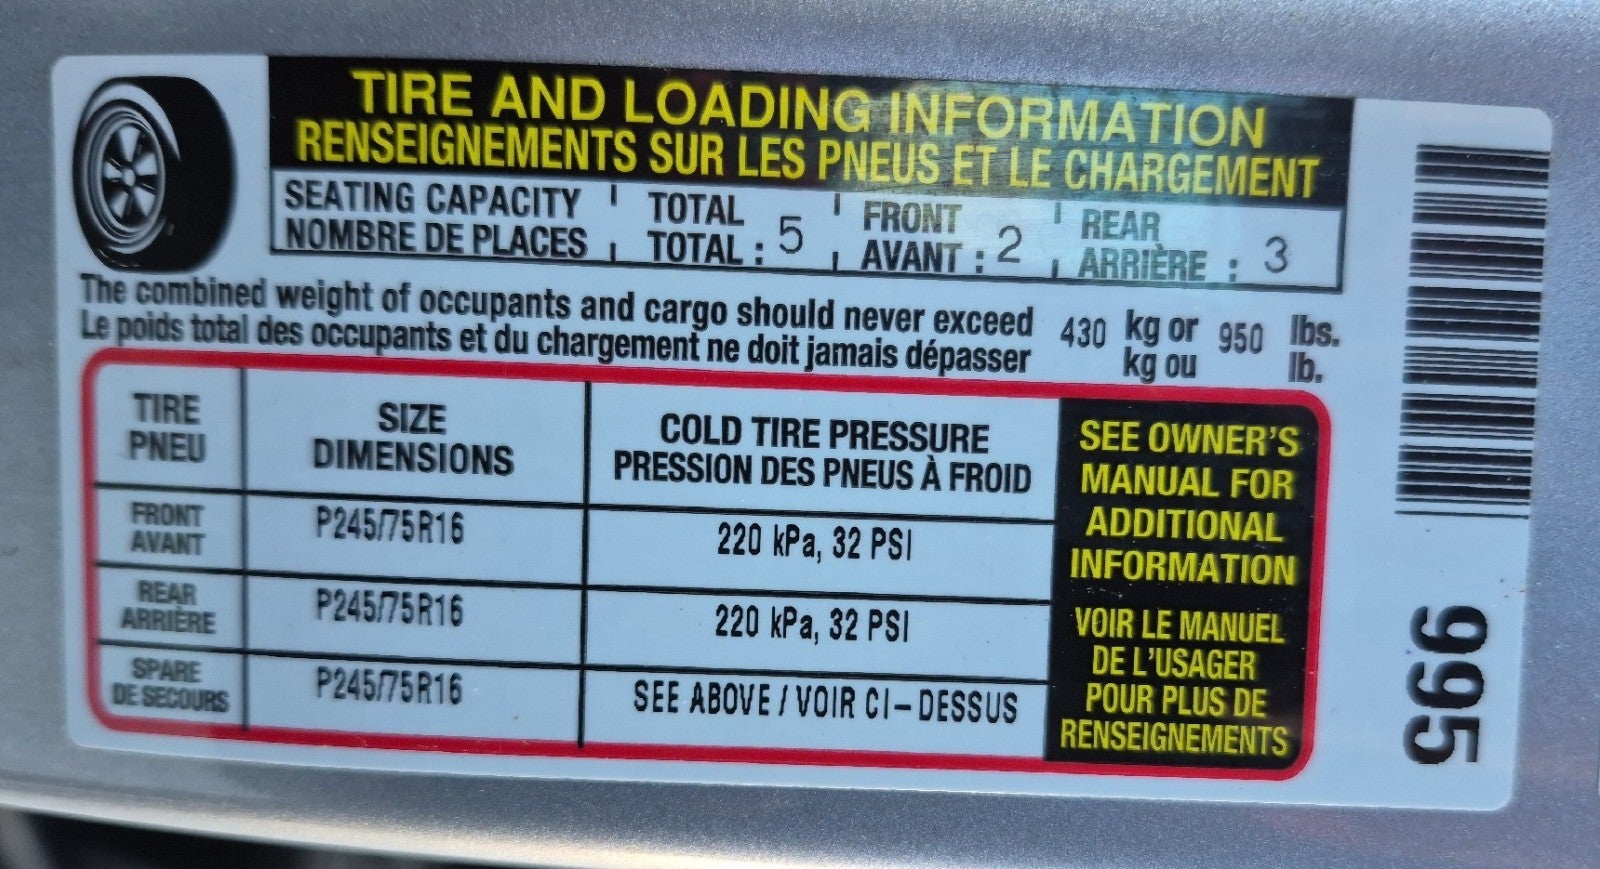 TIRE AND LOADING INFORMATION
RENSEIGNEMENTS SUR LES PNEUS ET LE CHARGEMENT
SEATING CAPACITY TOTAL FRONT REAR
NOMBRE DE PLACES TOTAL : 5 AVANT : 2 ARRIÈRE : 3
The combined weight of occupants and cargo should never exceed 430 kg or 950 lbs.
Le poids total des occupants et du chargement ne doit jamais dépasser kg ou lb.
TIRE
PNEU
SIZE
DIMENSIONS
COLD TIRE PRESSURE
PRESSION DES PNEUS À FROID
FRONT
AVANT
P245/75R16
220 kPa, 32 PSI
REAR
ARRIÈRE
P245/75R16
220 kPa, 32 PSI
SPARE
DE SECOURS
P245/75R16
SEE ABOVE / VOIR CI-DESSUS
SEE OWNER'S
MANUAL FOR
ADDITIONAL
INFORMATION
VOIR LE MANUEL
DE L'USAGER
POUR PLUS DE
RENSEIGNEMENTS
995